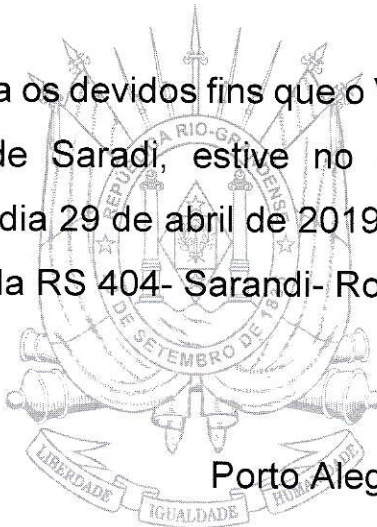 a os devidos fins que o V
de Saradi, estive no
dia 29 de abril de 2019
la RS 404- Sarandi- Ro
REPÚBLICA RIO-GRANDENSE
DE SETEMBRO DE 18
Porto Aleg
LIBERDADE IGUALDADE HUMANIDADE